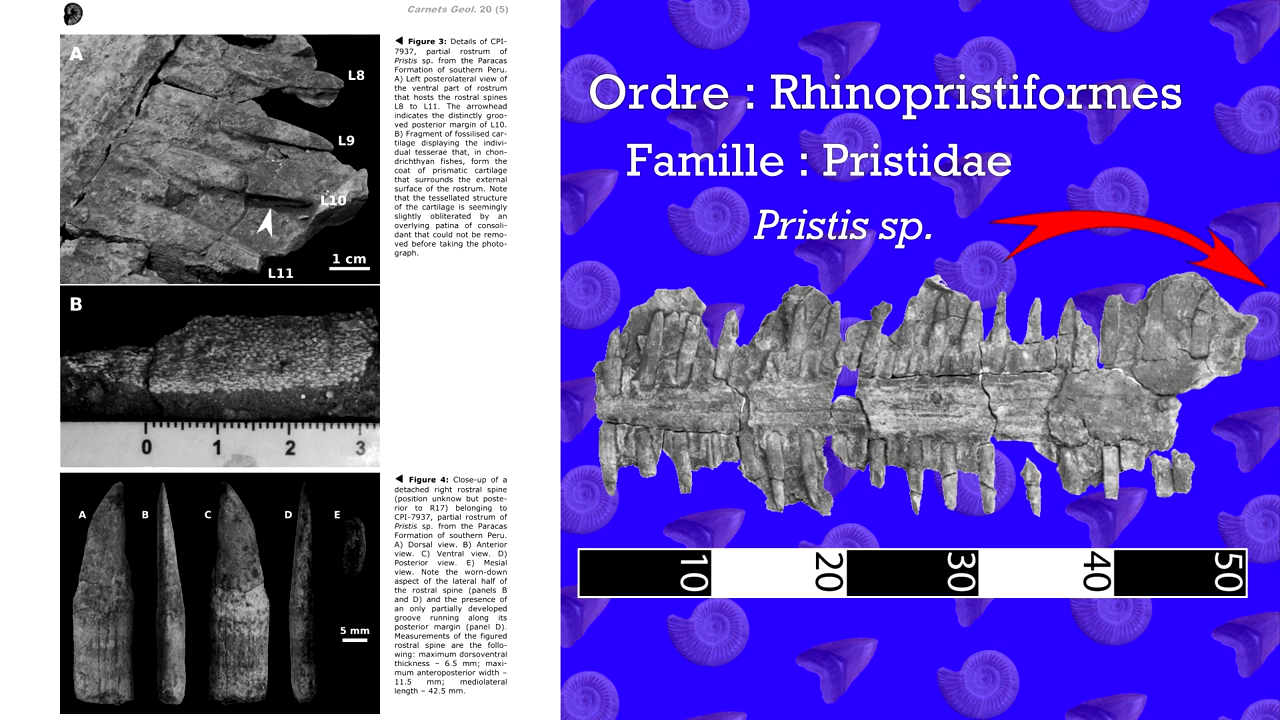 Carnets Geol. 20 (5)
A
L8
L9
L10
L11
1 cm
◄ Figure 3: Details of CPI-
7937, partial rostrum of
Pristis sp. from the Paracas
Formation of southern Peru.
A) Left posterolateral view of
the ventral part of rostrum
that hosts the rostral spines
L8 to L11. The arrowhead
indicates the distinctly groo-
ved posterior margin of L10.
B) Fragment of fossilised car-
tilage displaying the indivi-
dual tesserae that, in chon-
drichthyan fishes, form the
coat of prismatic cartilage
that surrounds the external
surface of the rostrum. Note
that the tessellated structure
of the cartilage is seemingly
slightly obliterated by an
overlying patina of consoli-
dant that could not be remo-
ved before taking the photo-
graph.
B
0 1 2 3
A B C D E
5 mm
◄ Figure 4: Close-up of a
detached right rostral spine
(position unknow but poste-
rior to R17) belonging to
CPI-7937, partial rostrum of
Pristis sp. from the Paracas
Formation of southern Peru.
A) Dorsal view. B) Anterior
view. C) Ventral view. D)
Posterior view. E) Mesial
view. Note the worn-down
aspect of the lateral half of
the rostral spine (panels B
and D) and the presence of
an only partially developed
groove running along its
posterior margin (panel D).
Measurements of the figured
rostral spine are the follo-
wing: maximum dorsoventral
thickness – 6.5 mm; maxi-
mum anteroposterior width –
11.5 mm; mediolateral
length – 42.5 mm.
Ordre : Rhinopristiformes
Famille : Pristidae
Pristis sp.
10 20 30 40 50